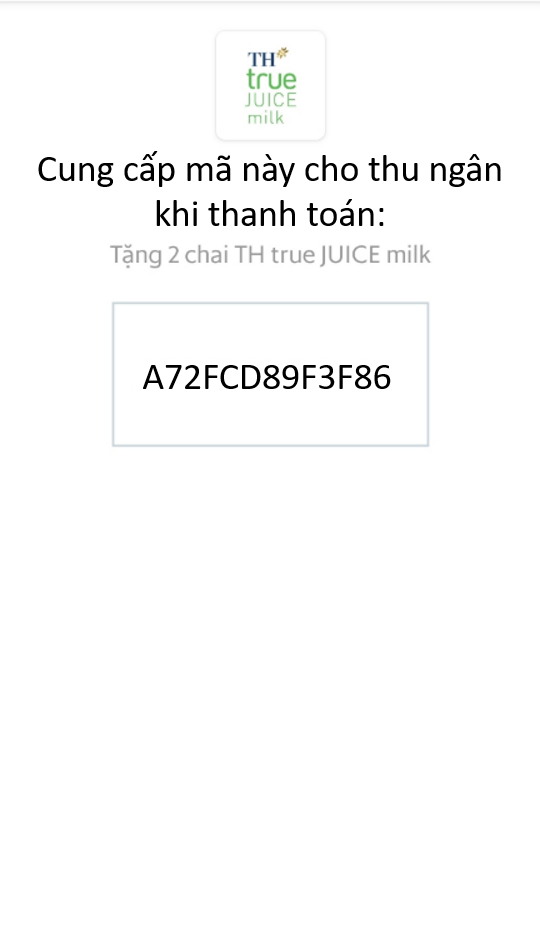 TH
true
JUICE
milk
Cung cấp mã này cho thu ngân
khi thanh toán:
Tặng 2 chai TH true JUICE milk
A72FCD89F3F86